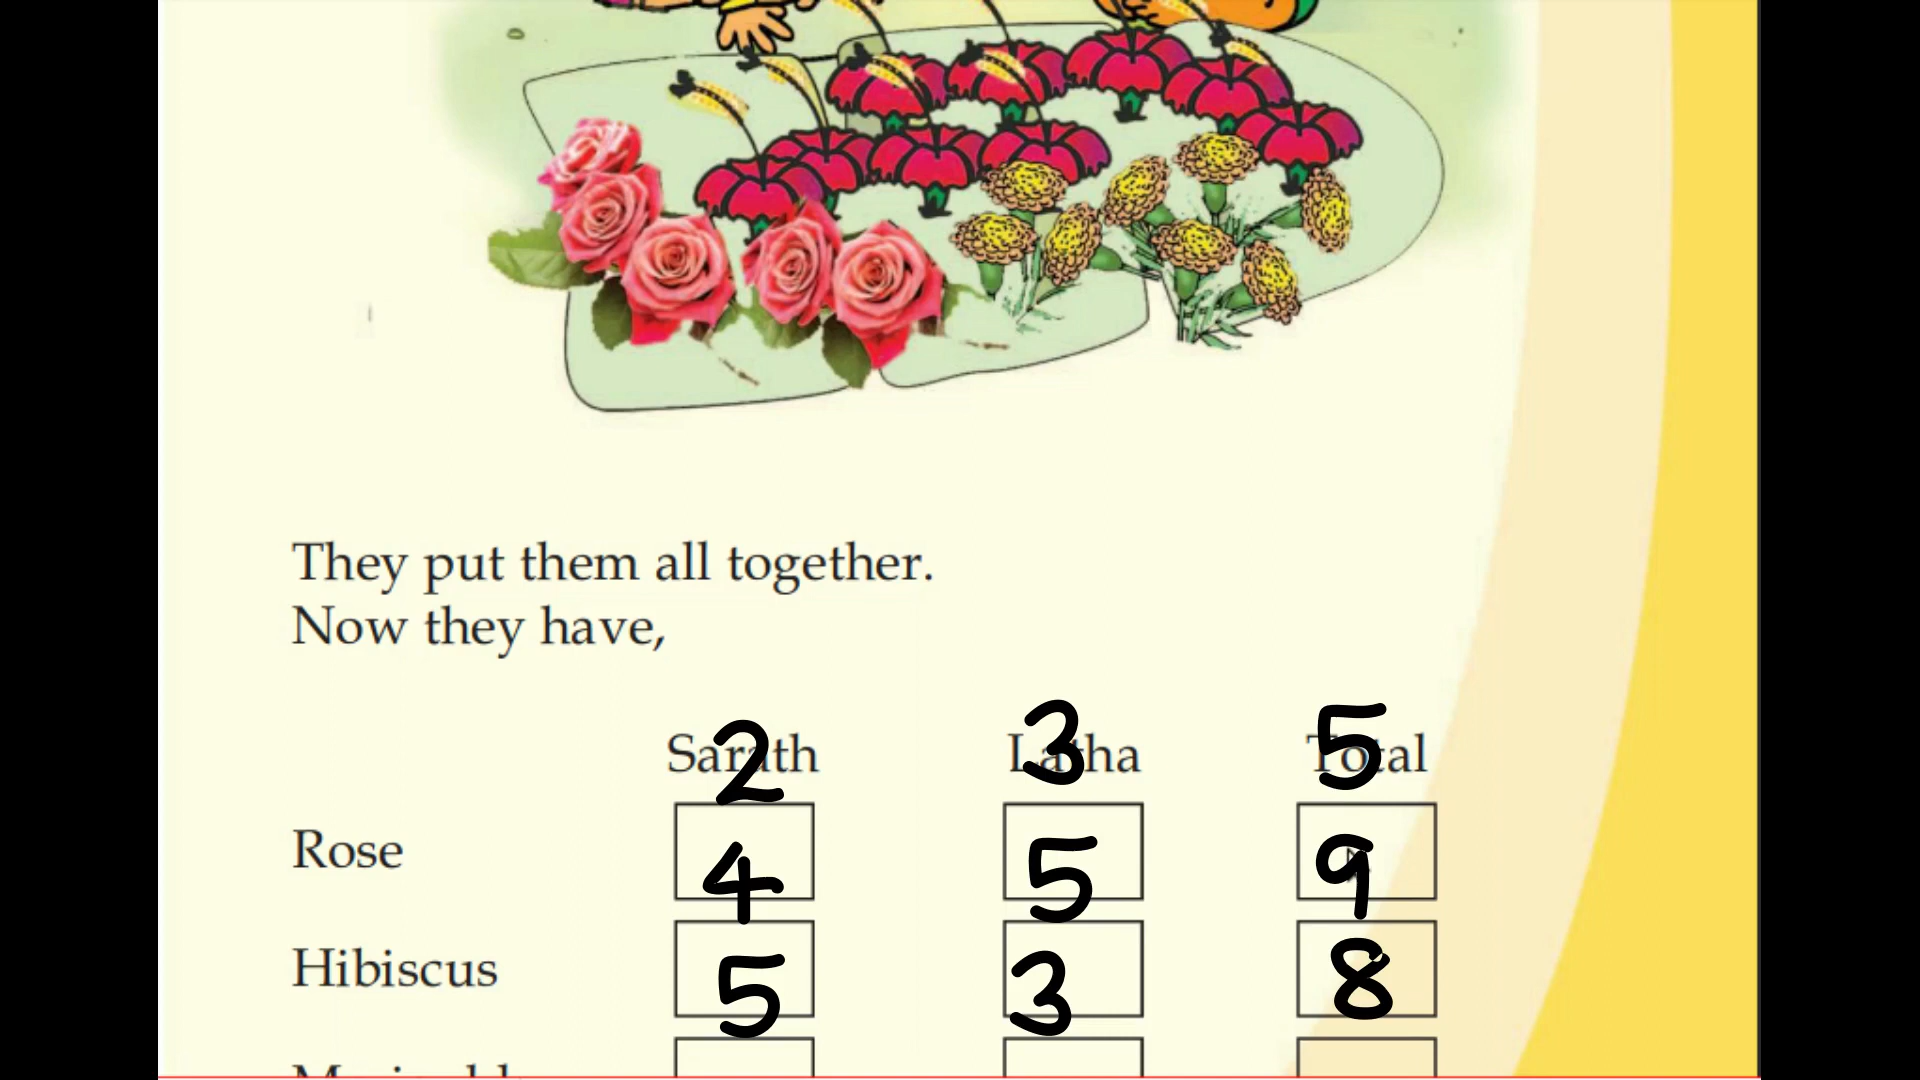 They put them all together.
Now they have,
Sarath Latha Total
2 3 5
Rose
4 5 9
Hibiscus
5 3 8